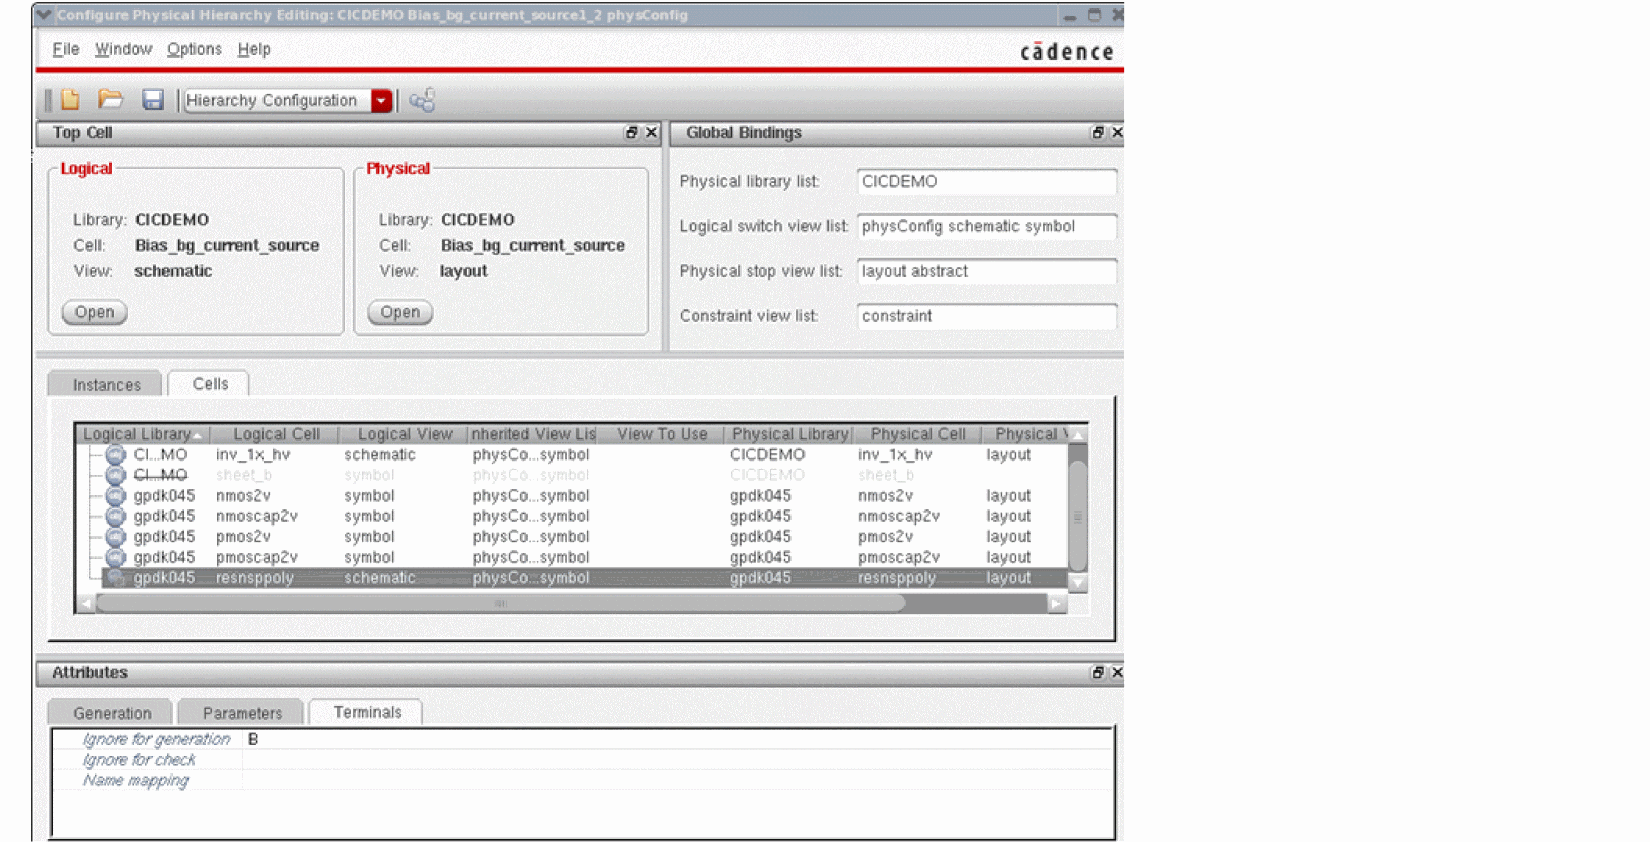 Configure Physical Hierarchy Editing: CICDEMO Bias_bg_current_source1_2 physConfig
File Window Options Help
cādence
Hierarchy Configuration
Top Cell
Global Bindings
Logical
Physical
Library: CICDEMO
Cell: Bias_bg_current_source
View: schematic
Open
Library: CICDEMO
Cell: Bias_bg_current_source
View: layout
Open
Physical library list: CICDEMO
Logical switch view list: physConfig schematic symbol
Physical stop view list: layout abstract
Constraint view list: constraint
Instances Cells
Logical Library Logical Cell Logical View nherited View Lis View To Use Physical Library Physical Cell Physical V
CI...MO inv_1x_hv schematic physCo...symbol CICDEMO inv_1x_hv layout
CI...MO sheet_b symbol physCo...symbol CICDEMO sheet_b
gpdk045 nmos2v symbol physCo...symbol gpdk045 nmos2v layout
gpdk045 nmoscap2v symbol physCo...symbol gpdk045 nmoscap2v layout
gpdk045 pmos2v symbol physCo...symbol gpdk045 pmos2v layout
gpdk045 pmoscap2v symbol physCo...symbol gpdk045 pmoscap2v layout
gpdk045 resnsppoly schematic physCo...symbol gpdk045 resnsppoly layout
Attributes
Generation Parameters Terminals
Ignore for generation B
Ignore for check
Name mapping